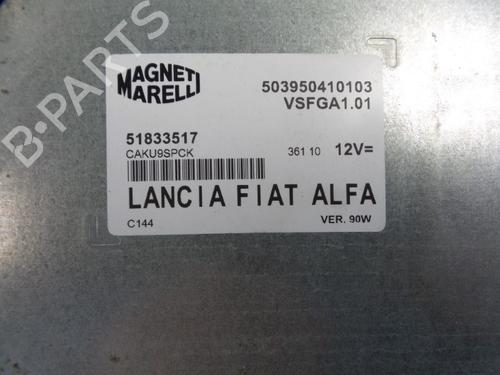 MAGNETI
MARELLI
503950410103
VSFGA1.01
51833517
CAKU9SPCK
361 10
12V=
LANCIA FIAT ALFA
C144
VER. 90W
B-PARTS